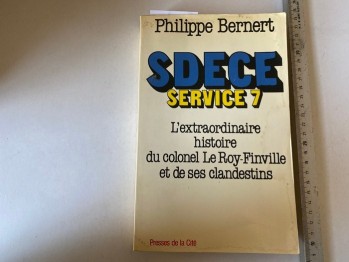 Philippe Bernert
SDECE
SERVICE 7
L'extraordinaire
histoire
du colonel Le Roy-Finville
et de ses clandestins
Presses de la Cité